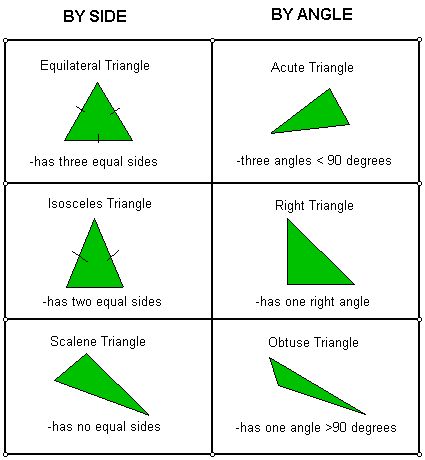 BY SIDE
BY ANGLE
Equilateral Triangle
-has three equal sides
Acute Triangle
-three angles < 90 degrees
Isosceles Triangle
-has two equal sides
Right Triangle
-has one right angle
Scalene Triangle
-has no equal sides
Obtuse Triangle
-has one angle >90 degrees